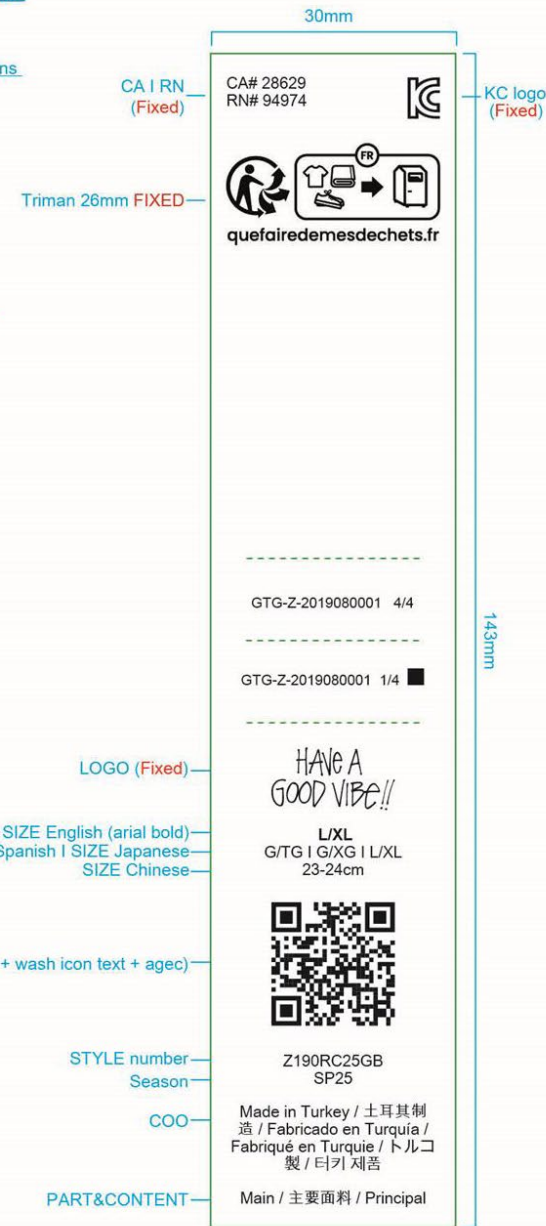 30mm
ns
CA I RN
(Fixed)
CA# 28629
RN# 94974
KC logo
(Fixed)
FR
Triman 26mm FIXED
quefairedemesdechets.fr
GTG-Z-2019080001 4/4
143mm
GTG-Z-2019080001 1/4
LOGO (Fixed)
HAVE A
GOOD VIBE!!
SIZE English (arial bold)
L/XL
Spanish I SIZE Japanese
G/TG I G/XG I L/XL
SIZE Chinese
23-24cm
+ wash icon text + agec)
STYLE number
Z190RC25GB
Season
SP25
COO
Made in Turkey / 土耳其制
造 / Fabricado en Turquía /
Fabriqué en Turquie / トルコ
製 / 터키 제품
PART&CONTENT
Main / 主要面料 / Principal